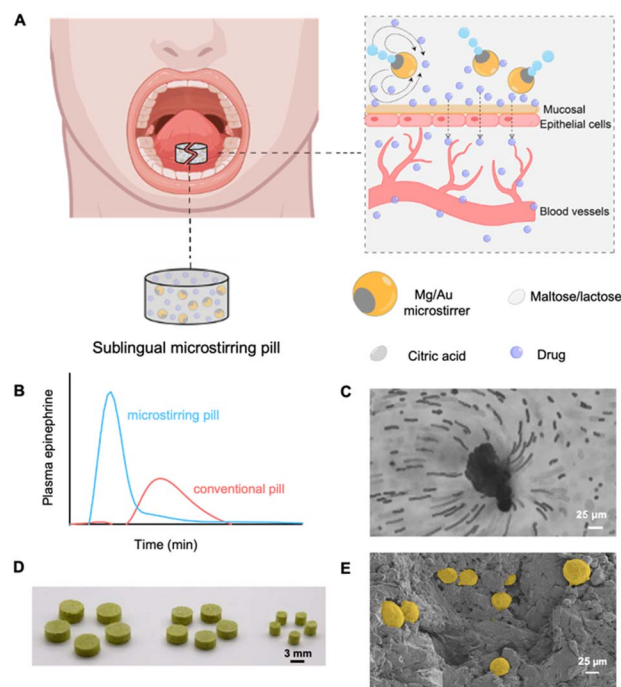 A
Mucosal
Epithelial cells
Blood vessels
Mg/Au
microstirrer
Maltose/lactose
Citric acid
Drug
Sublingual microstirring pill
B
Plasma epinephrine
microstirring pill
conventional pill
Time (min)
C
25 µm
D
3 mm
E
25 µm